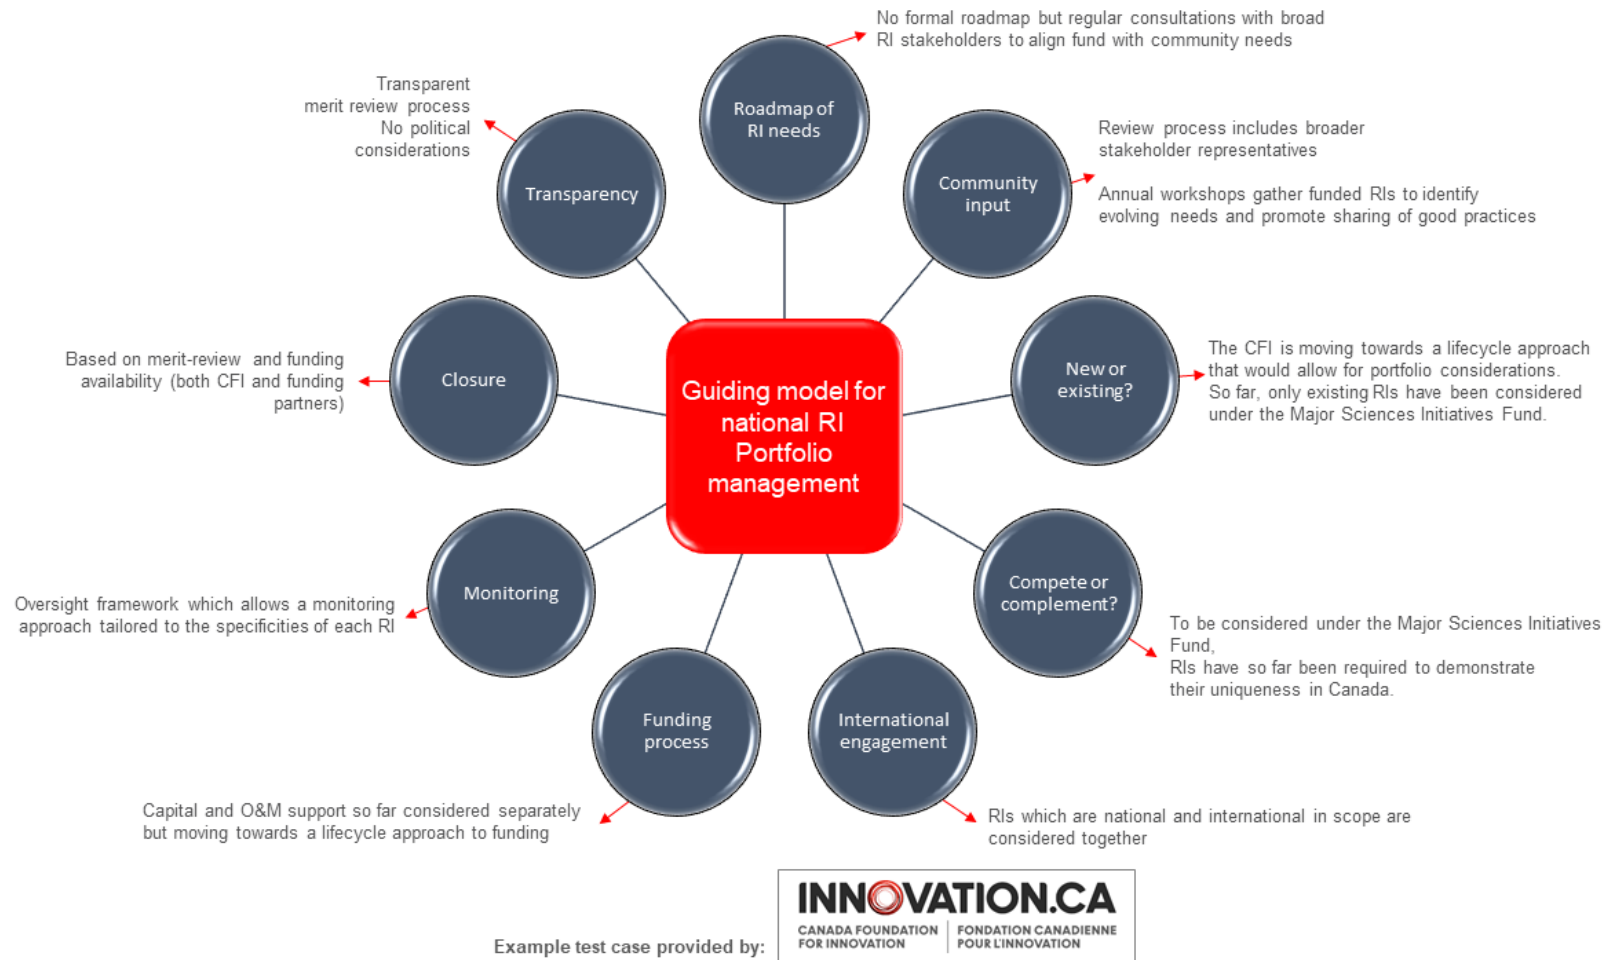 No formal roadmap but regular consultations with broad
RI stakeholders to align fund with community needs
Roadmap of
RI needs
Transparent
merit review process
No political
considerations
Transparency
Community
input
Review process includes broader
stakeholder representatives
Annual workshops gather funded RIs to identify
evolving needs and promote sharing of good practices
Based on merit-review and funding
availability (both CFI and funding
partners)
Closure
Guiding model for
national RI
Portfolio
management
New or
existing?
The CFI is moving towards a lifecycle approach
that would allow for portfolio considerations.
So far, only existing RIs have been considered
under the Major Sciences Initiatives Fund.
Oversight framework which allows a monitoring
approach tailored to the specificities of each RI
Monitoring
Compete or
complement?
To be considered under the Major Sciences Initiatives
Fund,
RIs have so far been required to demonstrate
their uniqueness in Canada.
Funding
process
International
engagement
Capital and O&M support so far considered separately
but moving towards a lifecycle approach to funding
RIs which are national and international in scope are
considered together
Example test case provided by:
INNOVATION.CA
CANADA FOUNDATION
FOR INNOVATION
FONDATION CANADIENNE
POUR L'INNOVATION